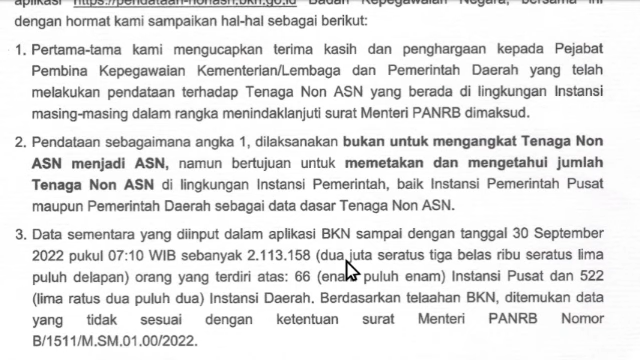 aplikasi https://pendataan-nonasn.bkn.go.id Badan Kepegawaian Negara, bersama ini
dengan hormat kami sampaikan hal-hal sebagai berikut:
1. Pertama-tama kami mengucapkan terima kasih dan penghargaan kepada Pejabat
Pembina Kepegawaian Kementerian/Lembaga dan Pemerintah Daerah yang telah
melakukan pendataan terhadap Tenaga Non ASN yang berada di lingkungan Instansi
masing-masing dalam rangka menindaklanjuti surat Menteri PANRB dimaksud.
2. Pendataan sebagaimana angka 1, dilaksanakan bukan untuk mengangkat Tenaga Non
ASN menjadi ASN, namun bertujuan untuk memetakan dan mengetahui jumlah
Tenaga Non ASN di lingkungan Instansi Pemerintah, baik Instansi Pemerintah Pusat
maupun Pemerintah Daerah sebagai data dasar Tenaga Non ASN.
3. Data sementara yang diinput dalam aplikasi BKN sampai dengan tanggal 30 September
2022 pukul 07:10 WIB sebanyak 2.113.158 (dua juta seratus tiga belas ribu seratus lima
puluh delapan) orang yang terdiri atas: 66 (enam puluh enam) Instansi Pusat dan 522
(lima ratus dua puluh dua) Instansi Daerah. Berdasarkan telaahan BKN, ditemukan data
yang tidak sesuai dengan ketentuan surat Menteri PANRB Nomor
B/1511/M.SM.01.00/2022.